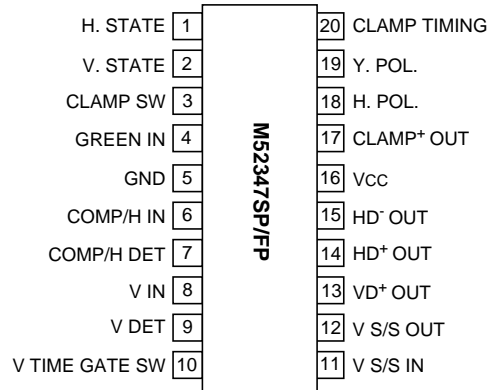 H. STATE 1
V. STATE 2
CLAMP SW 3
GREEN IN 4
GND 5
COMP/H IN 6
COMP/H DET 7
V IN 8
V DET 9
V TIME GATE SW 10
M52347SP/FP
20 CLAMP TIMING
19 Y. POL.
18 H. POL.
17 CLAMP+ OUT
16 VCC
15 HD- OUT
14 HD+ OUT
13 VD+ OUT
12 V S/S OUT
11 V S/S IN